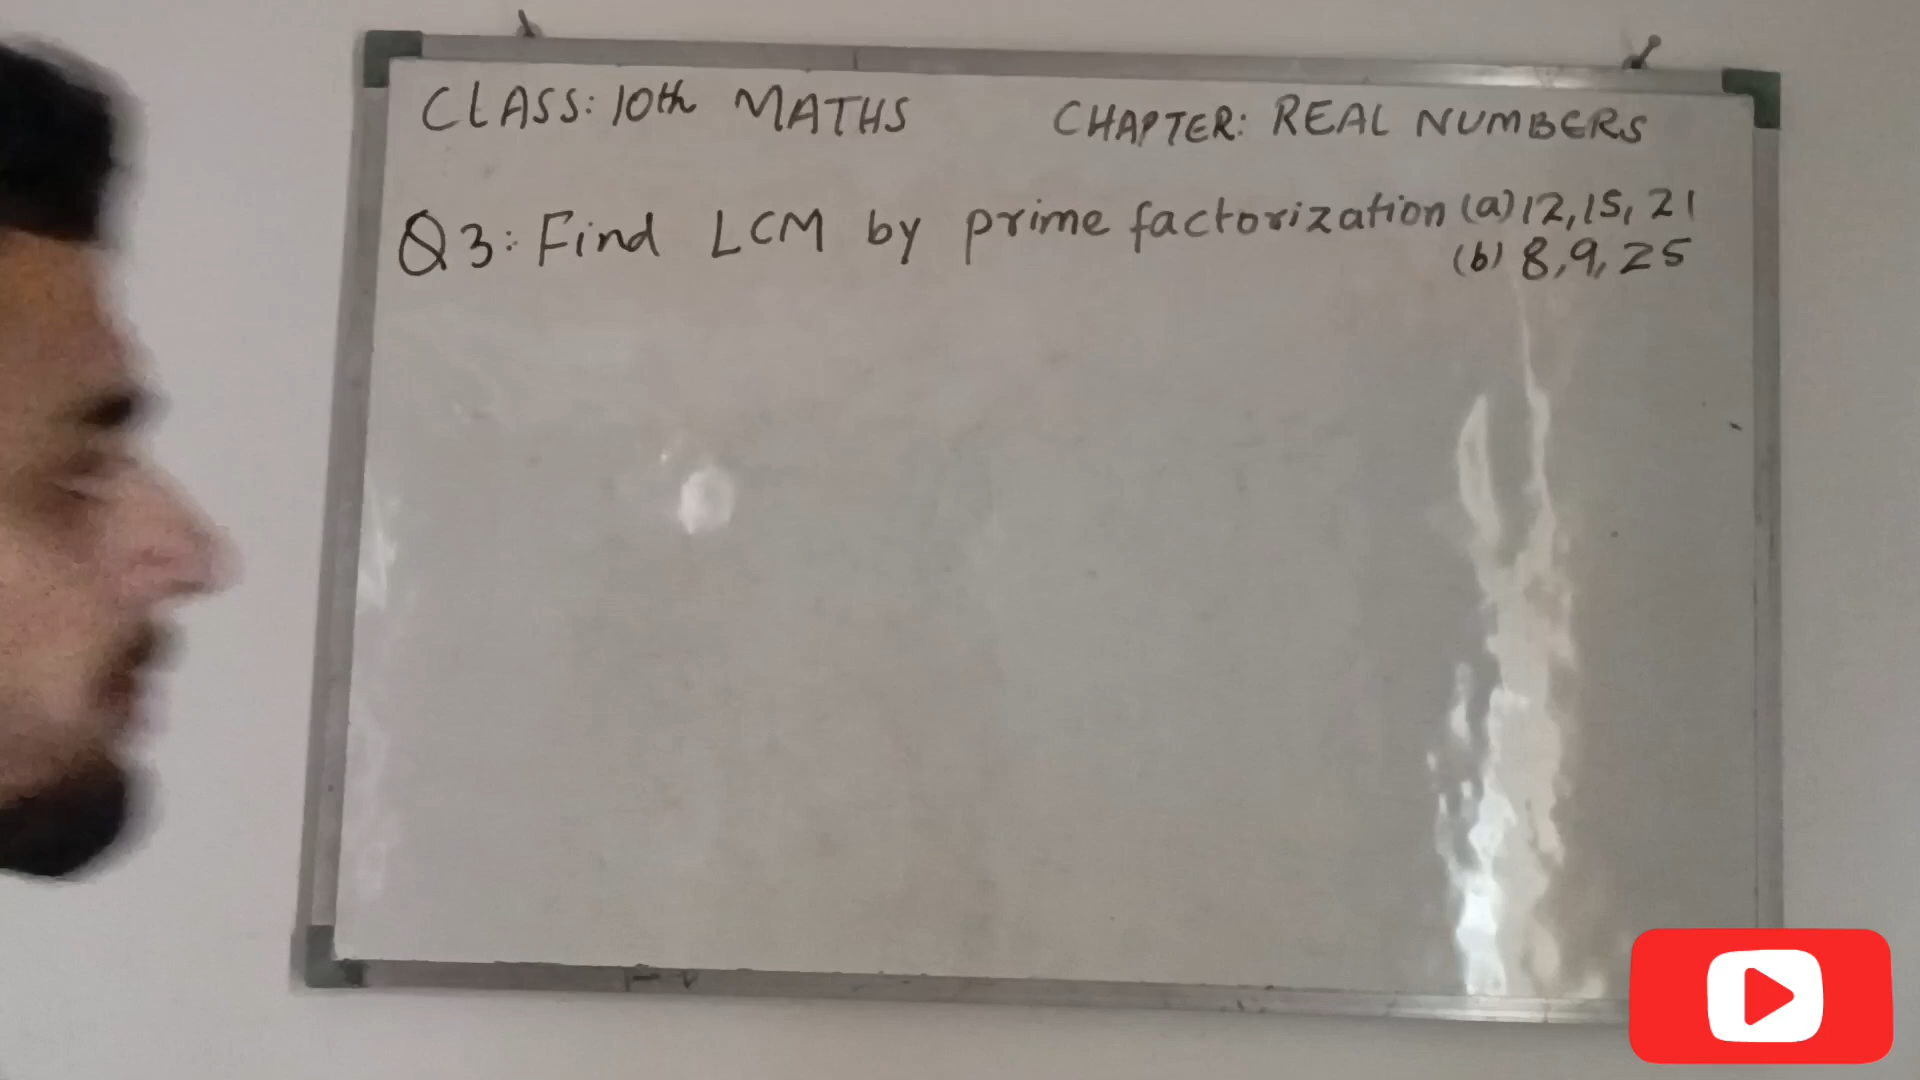 CLASS: 10th MATHS CHAPTER: REAL NUMBERS
Q3: Find LCM by prime factorization (a) 12, 15, 21
(b) 8, 9, 25